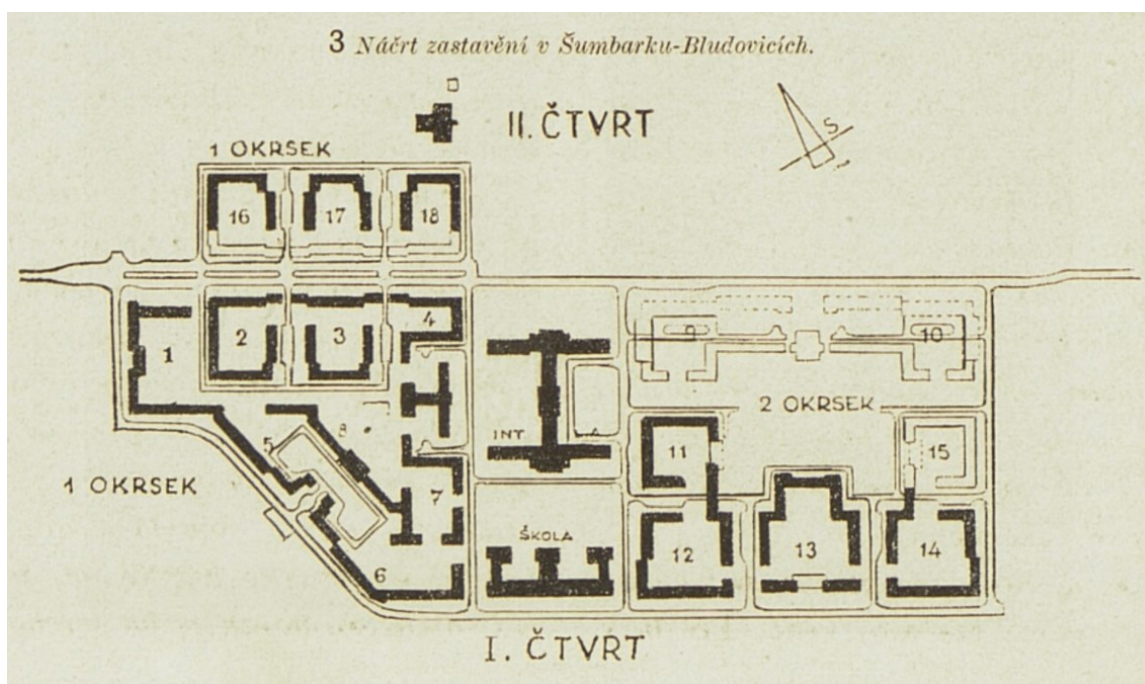 3 Náčrt zastavění v Šumbarku-Bludovicích.
II. ČTVRT
S
1 OKRSEK
16
17
18
1
2
3
4
9
10
2 OKRSEK
5
8
INT
11
15
1 OKRSEK
7
ŠKOLA
12
13
14
6
I. ČTVRT